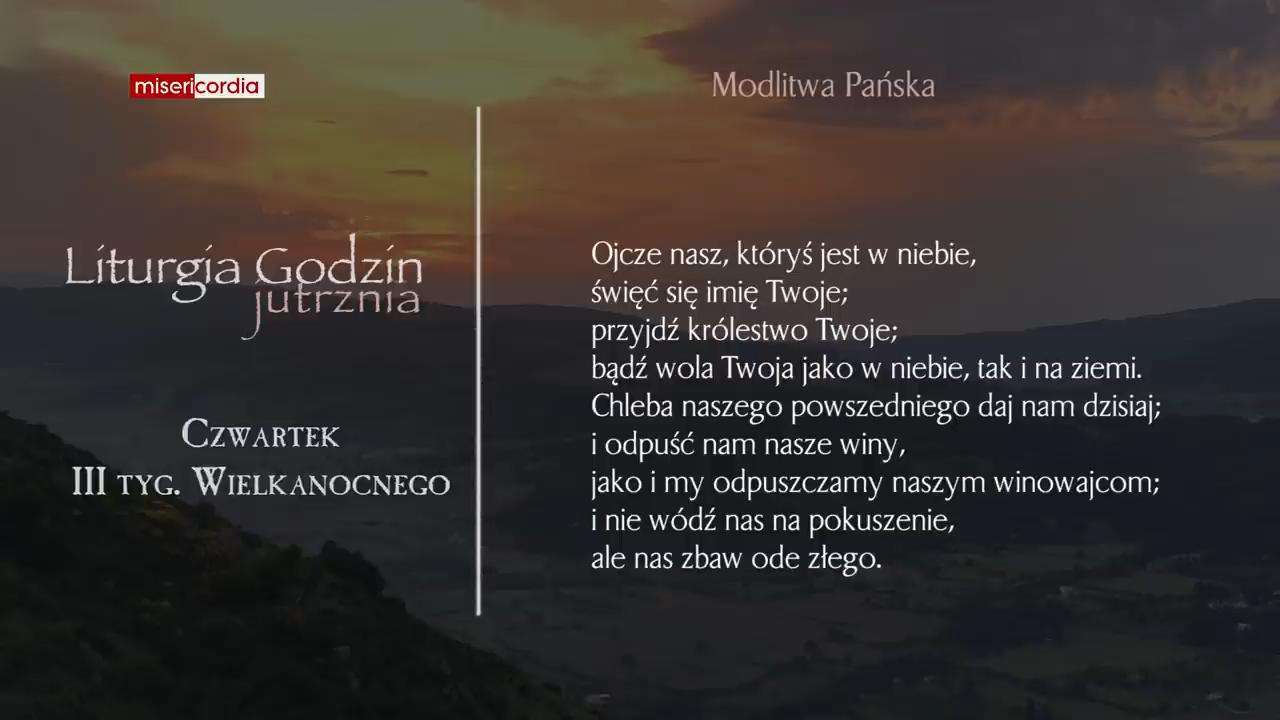 misericordia
Liturgia Godzin
jutrznia
Czwartek
III tyg. Wielkanocnego
Modlitwa Pańska
Ojcze nasz, któryś jest w niebie,
święć się imię Twoje;
przyjdź królestwo Twoje;
bądź wola Twoja jako w niebie, tak i na ziemi.
Chleba naszego powszedniego daj nam dzisiaj;
i odpuść nam nasze winy,
jako i my odpuszczamy naszym winowajcom;
i nie wódź nas na pokuszenie,
ale nas zbaw ode złego.